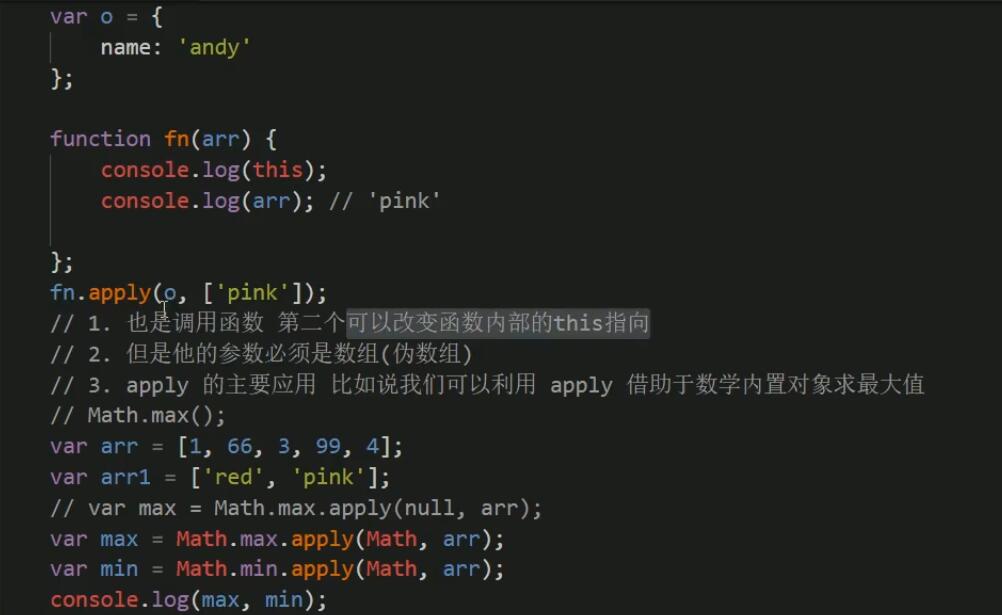 var o = {
    name: 'andy'
};
function fn(arr) {
    console.log(this);
    console.log(arr); // 'pink'
};
fn.apply(o, ['pink']);
// 1. 也是调用函数 第二个可以改变函数内部的this指向
// 2. 但是他的参数必须是数组(伪数组)
// 3. apply 的主要应用 比如说我们可以利用 apply 借助于数学内置对象求最大值
// Math.max();
var arr = [1, 66, 3, 99, 4];
var arr1 = ['red', 'pink'];
// var max = Math.max.apply(null, arr);
var max = Math.max.apply(Math, arr);
var min = Math.min.apply(Math, arr);
console.log(max, min);